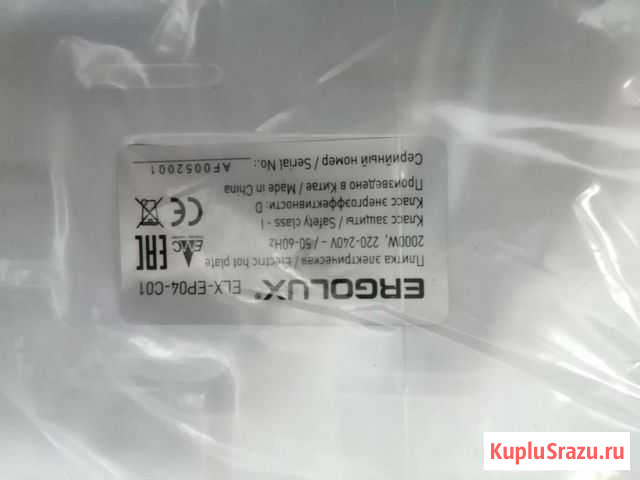 ERGOLUX® ELX-EP04-C01
Плитка электрическая / electric hot plate
2000W, 220-240V ~ /50-60Hz
Класс защиты / Safety class - I
Класс энергоэффективности: D
Произведено в Китае / Made in China
Серийный номер / Serial No.: AF0052001
EMC
EAC
CE
KupluSrazu.ru